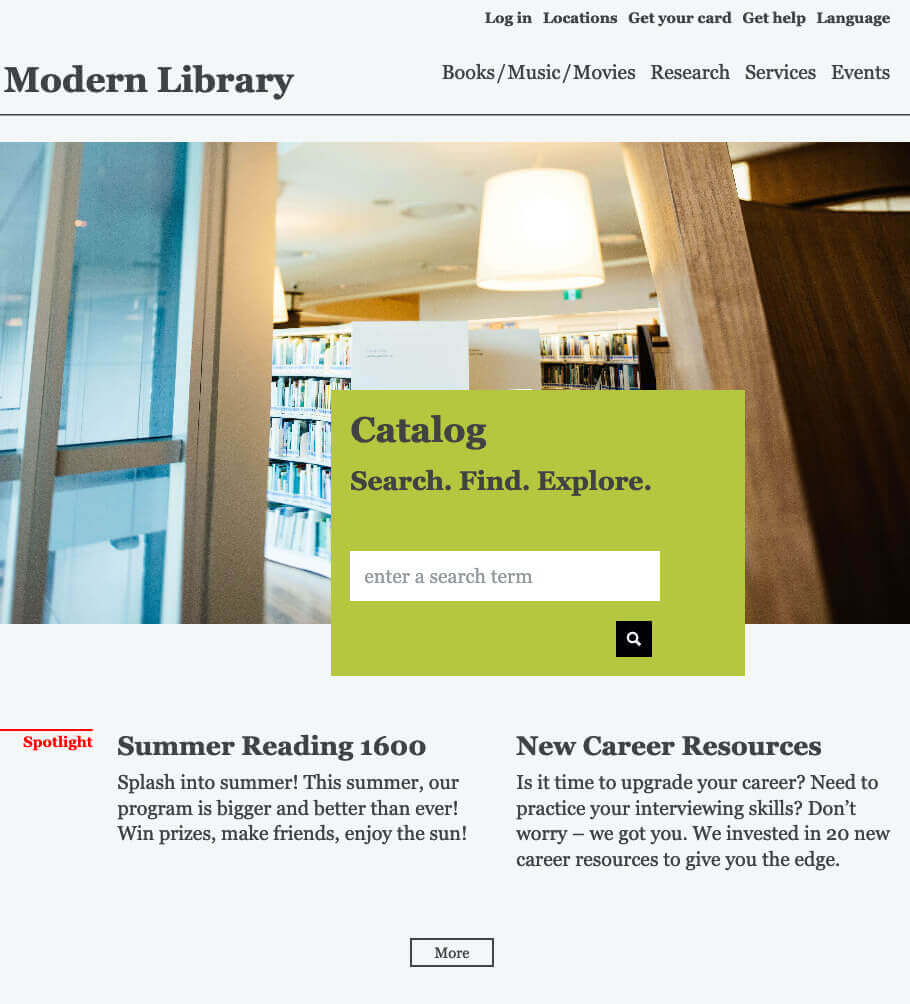 Log in Locations Get your card Get help Language
Modern Library
Books/Music/Movies Research Services Events
Catalog
Search. Find. Explore.
enter a search term
Spotlight
Summer Reading 1600
Splash into summer! This summer, our
program is bigger and better than ever!
Win prizes, make friends, enjoy the sun!
New Career Resources
Is it time to upgrade your career? Need to
practice your interviewing skills? Don’t
worry – we got you. We invested in 20 new
career resources to give you the edge.
More